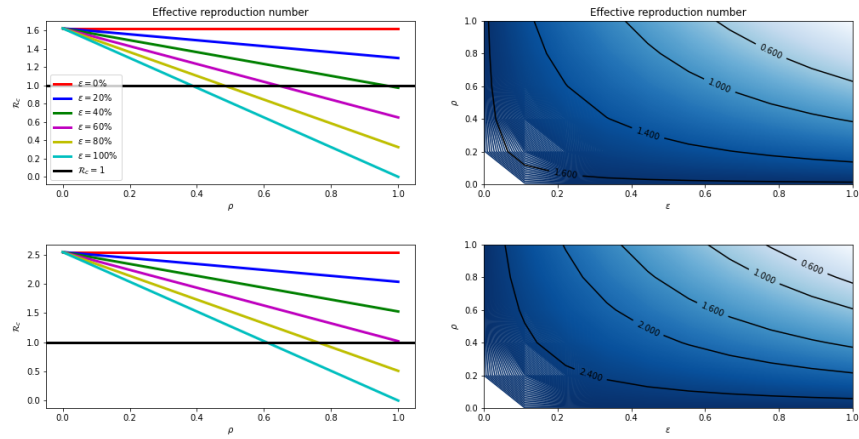 Effective reproduction number
Effective reproduction number
1.6
1.4
1.2
1.0
0.8
0.6
0.4
0.2
0.0
ℛc
ε = 0%
ε = 20%
ε = 40%
ε = 60%
ε = 80%
ε = 100%
ℛc = 1
0.0 0.2 0.4 0.6 0.8 1.0
ρ
1.0
0.8
0.6
0.4
0.2
0.0
ρ
0.600
1.000
1.400
1.600
0.0 0.2 0.4 0.6 0.8 1.0
ε
2.5
2.0
1.5
1.0
0.5
0.0
ℛc
0.0 0.2 0.4 0.6 0.8 1.0
ρ
Effective reproduction number
1.0
0.8
0.6
0.4
0.2
0.0
ρ
0.600
1.000
1.600
2.000
2.400
0.0 0.2 0.4 0.6 0.8 1.0
ε